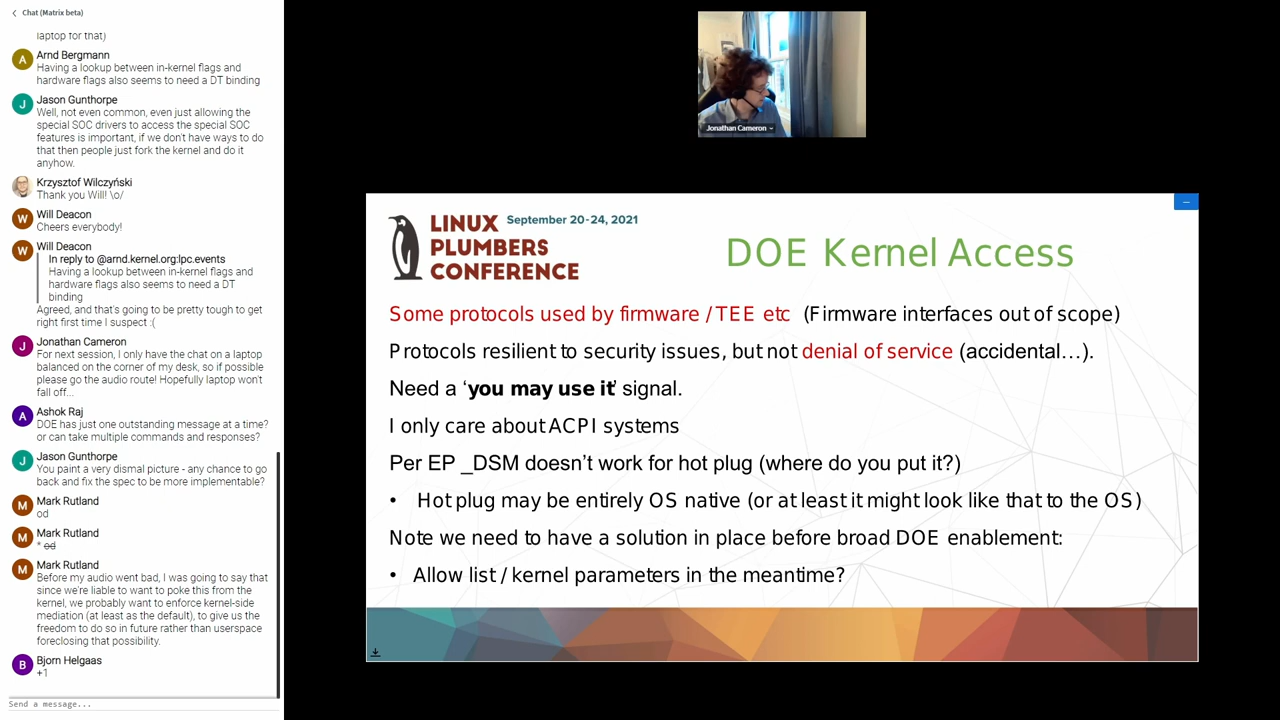 Chat (Matrix beta)
laptop for that)
A
Arnd Bergmann
Having a lookup between in-kernel flags and
hardware flags also seems to need a DT binding
J
Jason Gunthorpe
Well, not even common, even just allowing the
special SOC drivers to access the special SOC
features is important, if we don't have ways to do
that then people just fork the kernel and do it
anyhow.
Krzysztof Wilczyński
Thank you Will! \o/
W
Will Deacon
Cheers everybody!
W
Will Deacon
In reply to @arnd.kernel.org:lpc.events
Having a lookup between in-kernel flags and
hardware flags also seems to need a DT
binding
Agreed, and that's going to be pretty tough to get
right first time I suspect :(
J
Jonathan Cameron
For next session, I only have the chat on a laptop
balanced on the corner of my desk, so if possible
please go the audio route! Hopefully laptop won't
fall off...
A
Ashok Raj
DOE has just one outstanding message at a time?
or can take multiple commands and responses?
J
Jason Gunthorpe
You paint a very dismal picture - any chance to go
back and fix the spec to be more implementable?
M
Mark Rutland
od
M
Mark Rutland
* od
M
Mark Rutland
Before my audio went bad, I was going to say that
since we're liable to want to poke this from the
kernel, we probably want to enforce kernel-side
mediation (at least as the default), to give us the
freedom to do so in future rather than userspace
foreclosing that possibility.
B
Bjorn Helgaas
+1
Send a message...
Jonathan Cameron
LINUX September 20-24, 2021
PLUMBERS
CONFERENCE
DOE Kernel Access
Some protocols used by firmware / TEE etc (Firmware interfaces out of scope)
Protocols resilient to security issues, but not denial of service (accidental…).
Need a ‘you may use it’ signal.
I only care about ACPI systems
Per EP _DSM doesn’t work for hot plug (where do you put it?)
• Hot plug may be entirely OS native (or at least it might look like that to the OS)
Note we need to have a solution in place before broad DOE enablement:
• Allow list / kernel parameters in the meantime?